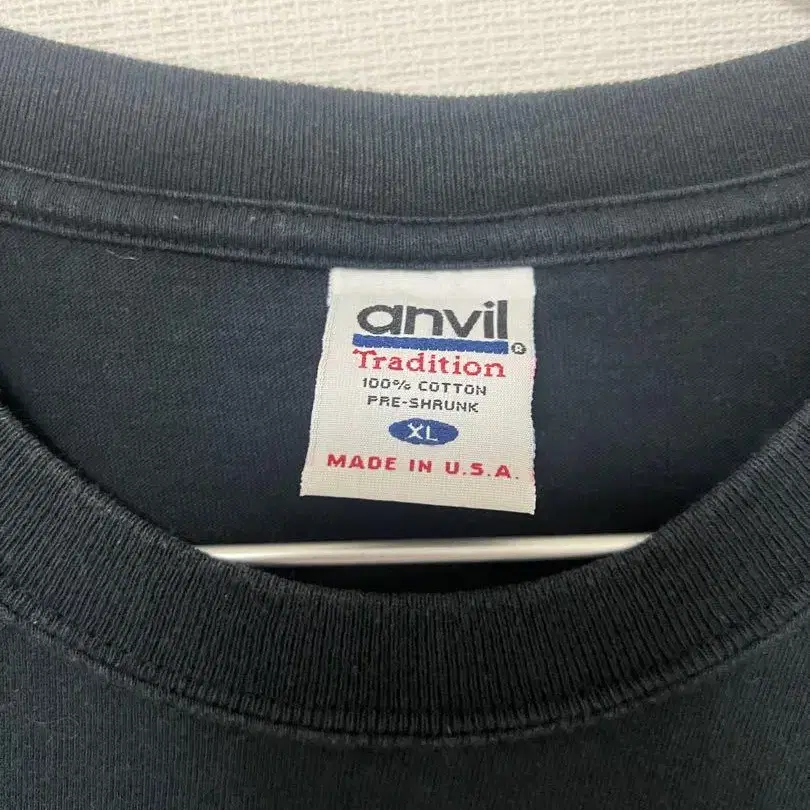 anvil®
Tradition
100% COTTON
PRE-SHRUNK
XL
MADE IN U.S.A.